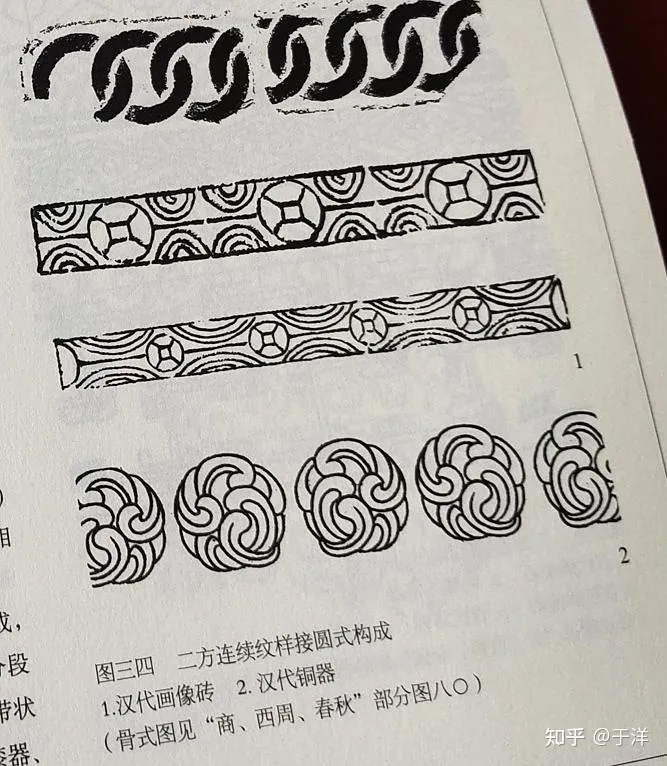 1
2
)
相
成，
分段
带状
漆器、
图三四 二方连续纹样接圆式构成
1.汉代画像砖 2.汉代铜器
（骨式图见“商、西周、春秋”部分图八〇）
知乎 @于洋